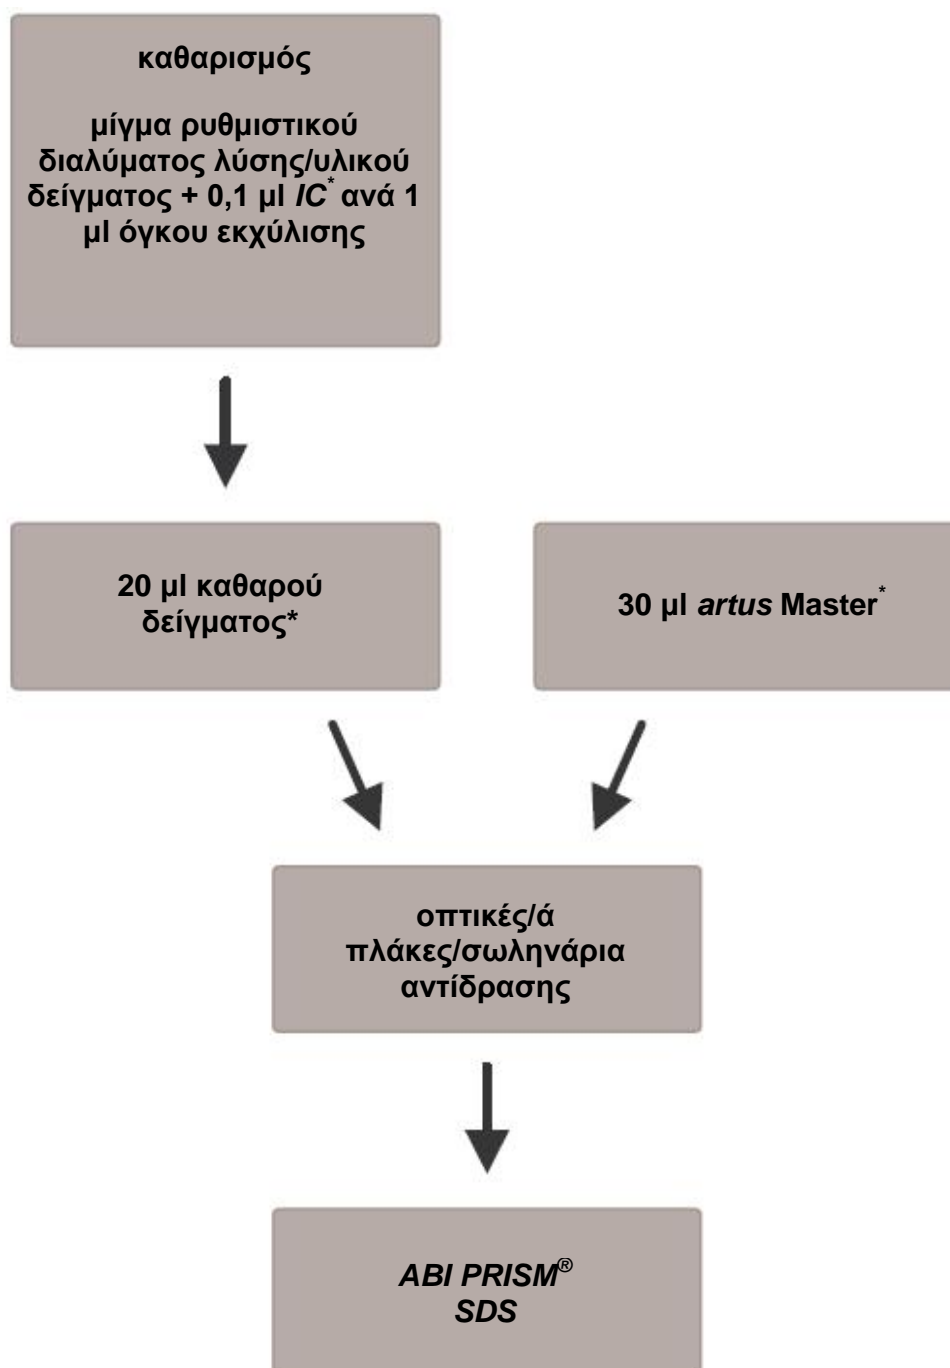 καθαρισμός
μίγμα ρυθμιστικού
διαλύματος λύσης/υλικού
δείγματος + 0,1 µl IC* ανά 1
µl όγκου εκχύλισης
20 µl καθαρού
δείγματος*
30 µl artus Master*
οπτικές/ά
πλάκες/σωληνάρια
αντίδρασης
ABI PRISM®
SDS